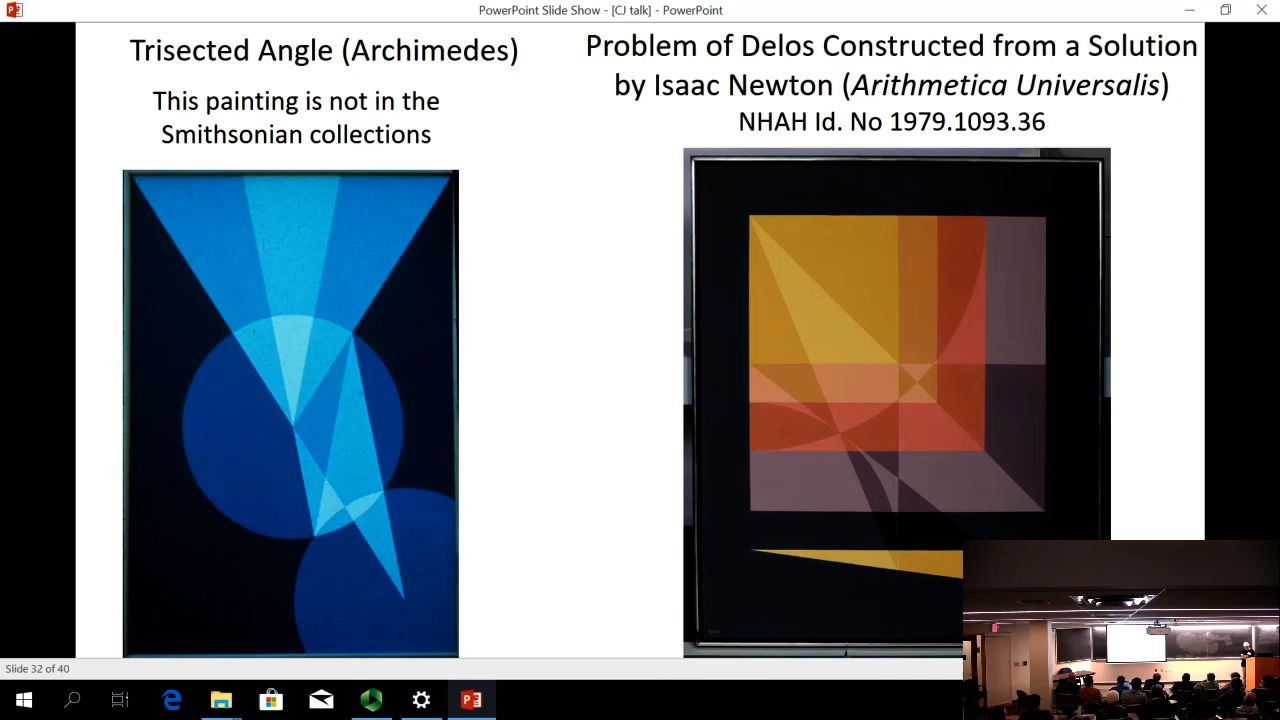 PowerPoint Slide Show - [CJ talk] - PowerPoint
Trisected Angle (Archimedes)
This painting is not in the
Smithsonian collections
Problem of Delos Constructed from a Solution
by Isaac Newton (Arithmetica Universalis)
NHAH Id. No 1979.1093.36
Slide 32 of 40